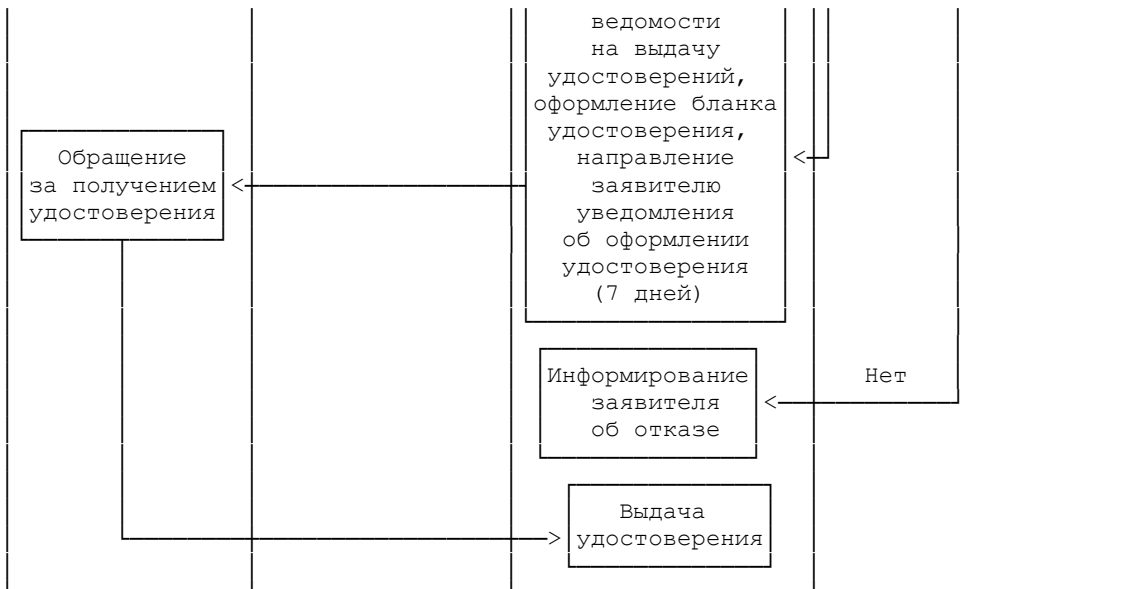 ведомости
на выдачу
удостоверений,
оформление бланка
удостоверения,
направление
заявителю
уведомления
об оформлении
удостоверения
(7 дней)
Обращение
за получением
удостоверения
Информирование
заявителя
об отказе
Нет
Выдача
удостоверения